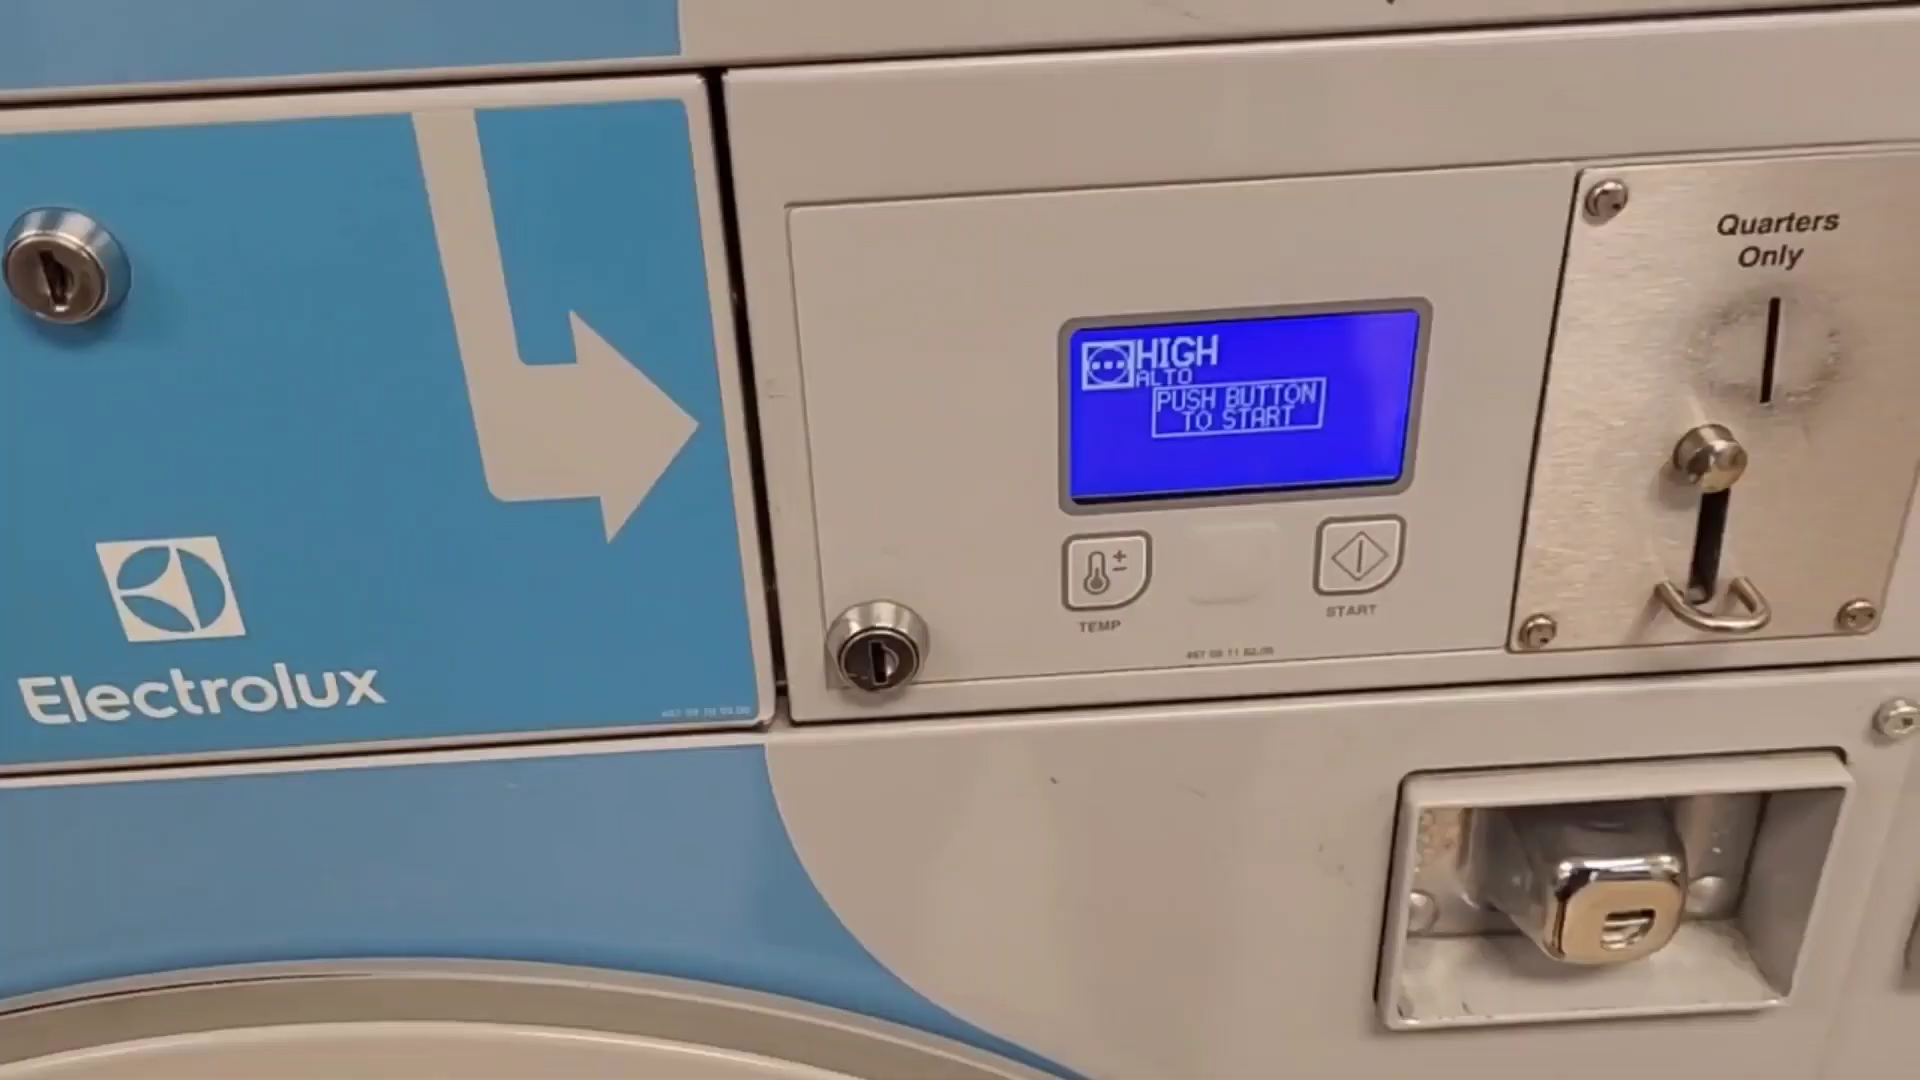 Quarters
Only
HIGH
ALTO
PUSH BUTTON
TO START
TEMP
START
Electrolux